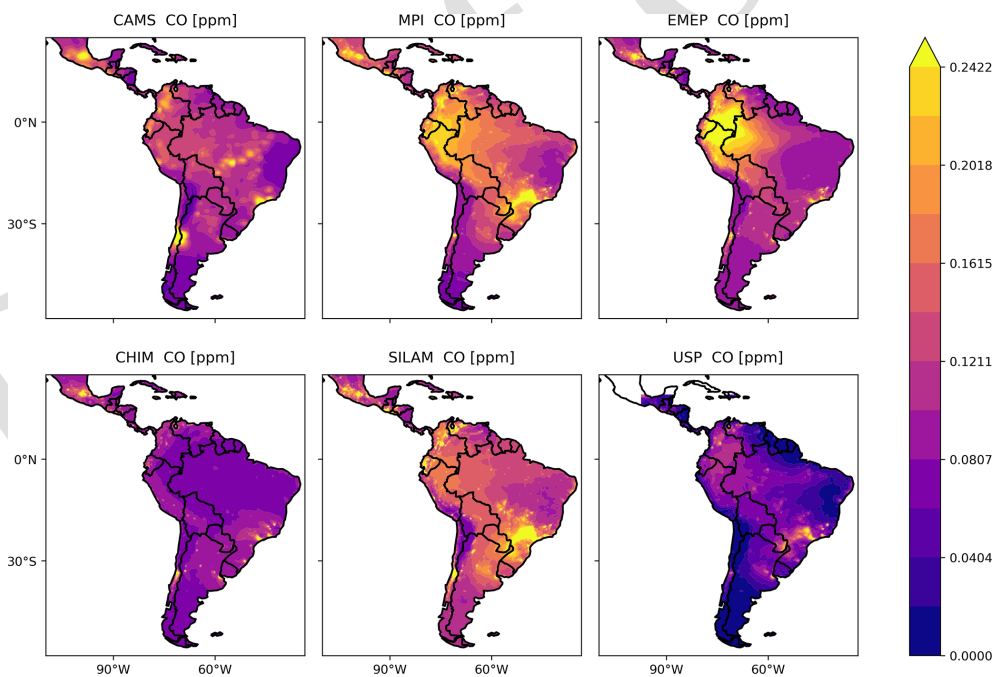 CAMS CO [ppm]
MPI CO [ppm]
EMEP CO [ppm]
0°N
30°S
CHIM CO [ppm]
SILAM CO [ppm]
USP CO [ppm]
0°N
30°S
90°W
60°W
90°W
60°W
90°W
60°W
0.2422
0.2018
0.1615
0.1211
0.0807
0.0404
0.0000